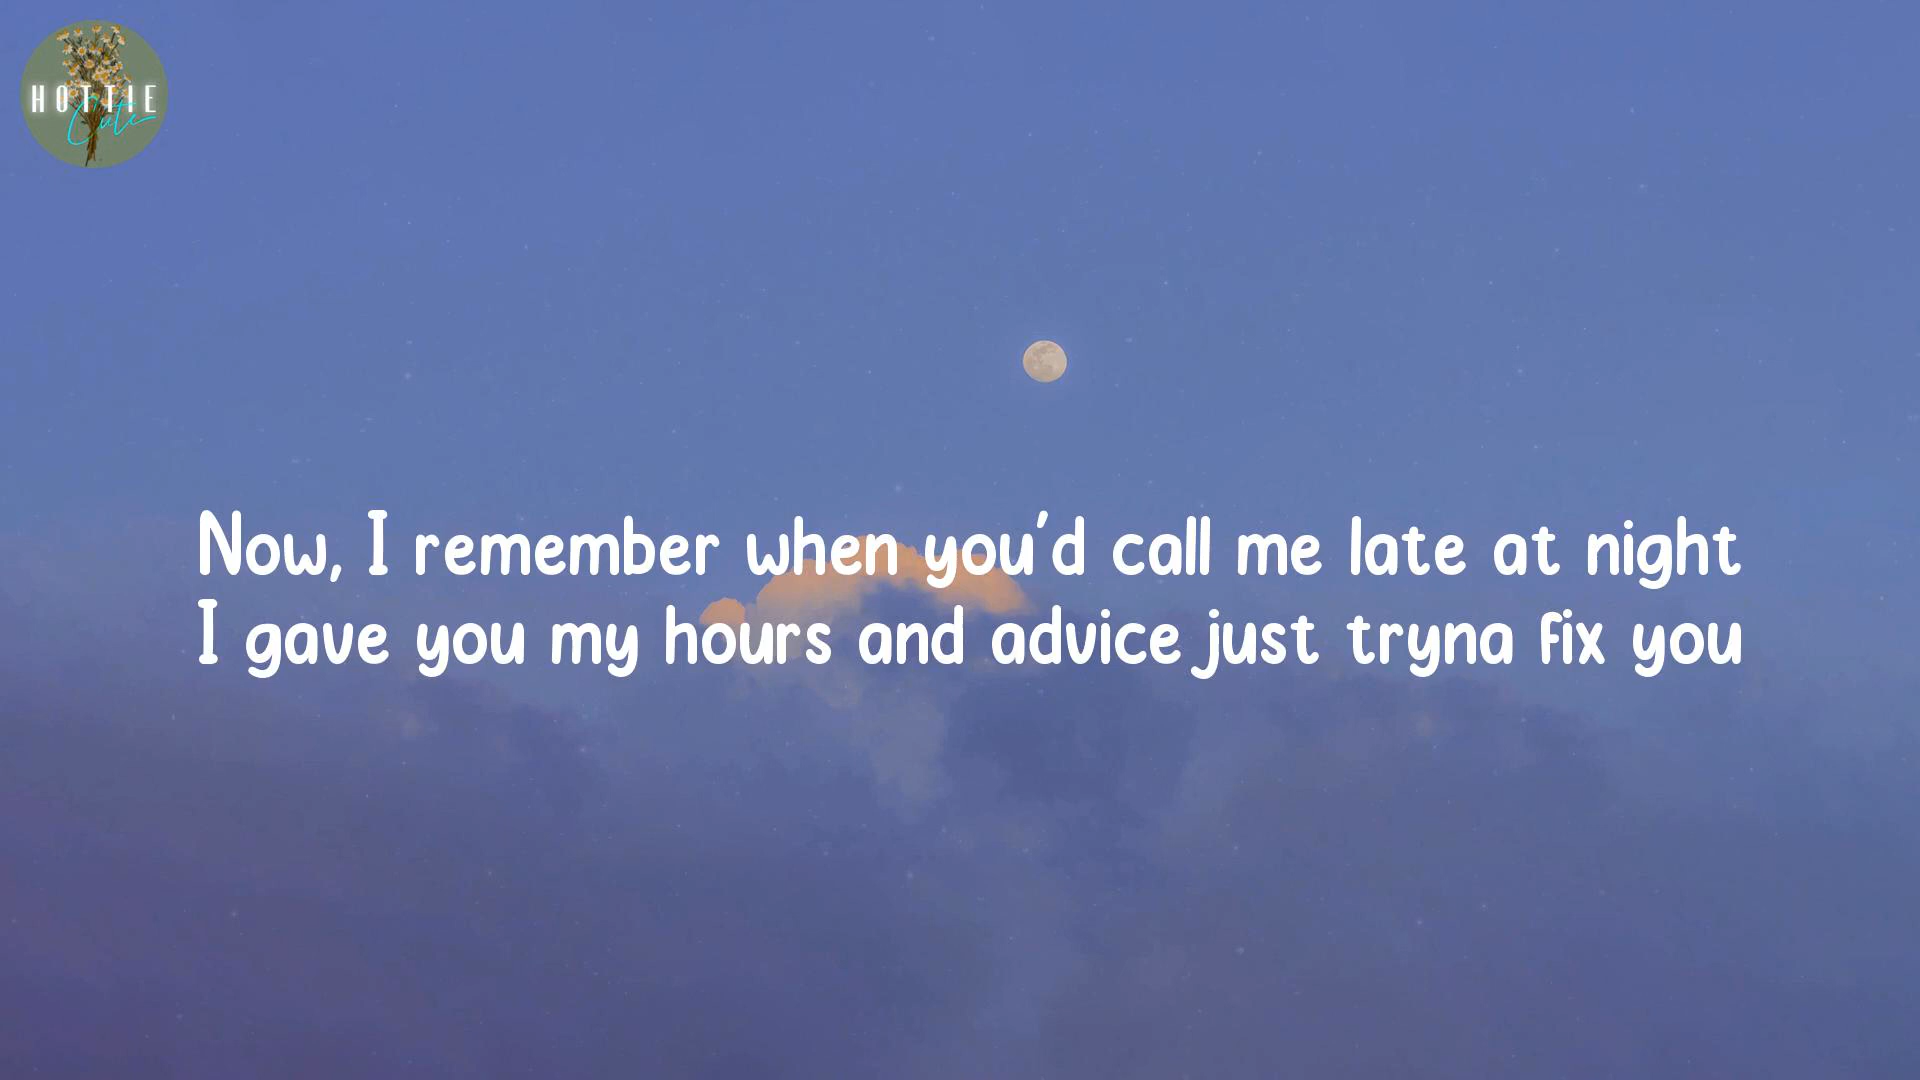 HOTTIE
Cute
Now, I remember when you'd call me late at night
I gave you my hours and advice just tryna fix you